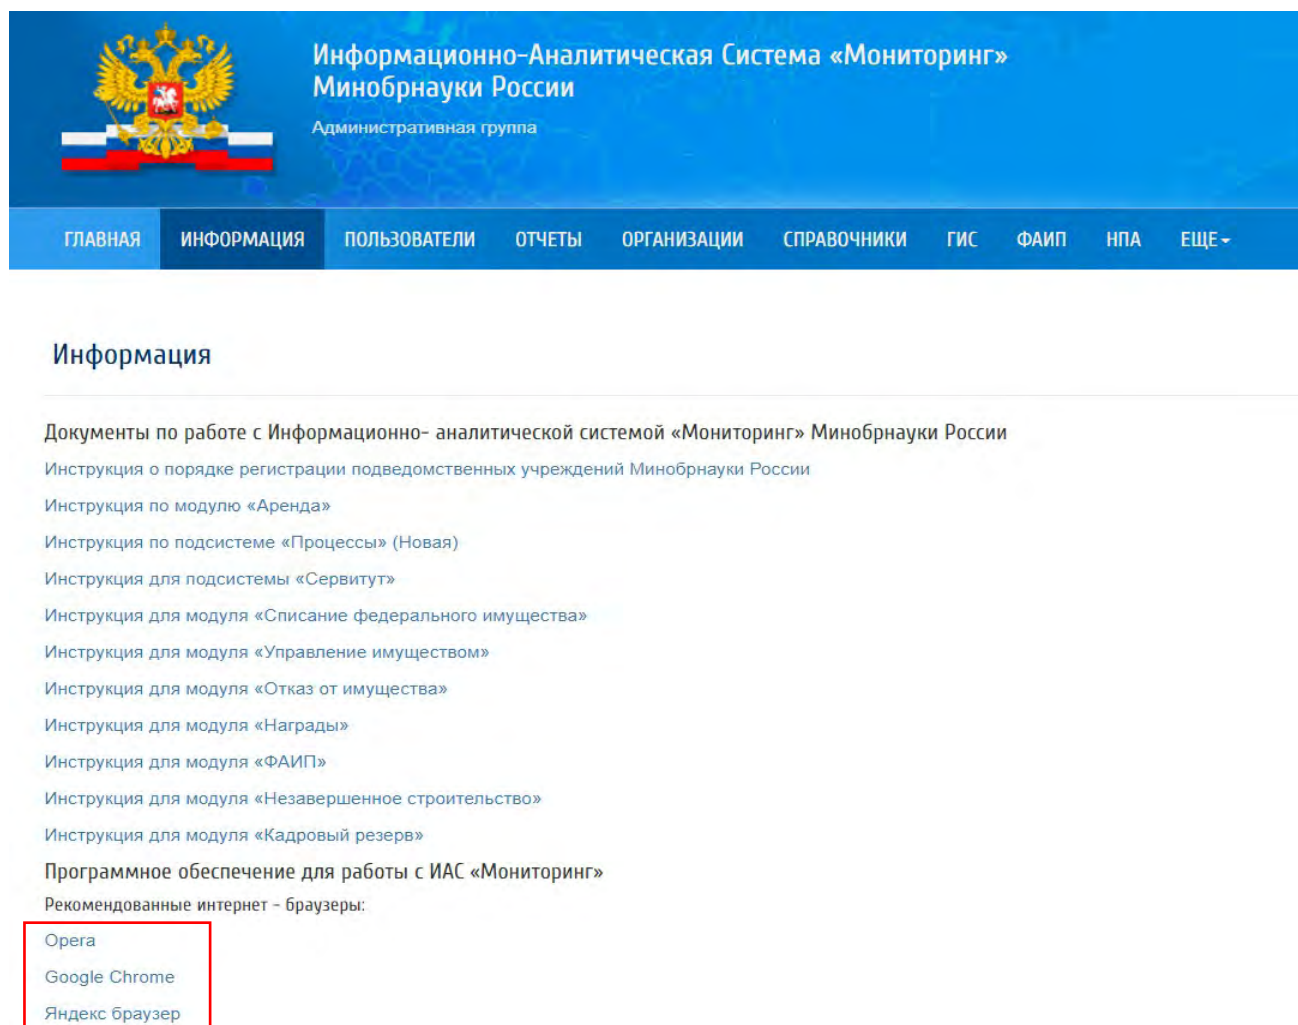 Информационно-Аналитическая Система «Мониторинг»
Минобрнауки России
Административная группа
ГЛАВНАЯ ИНФОРМАЦИЯ ПОЛЬЗОВАТЕЛИ ОТЧЕТЫ ОРГАНИЗАЦИИ СПРАВОЧНИКИ ГИС ФАИП НПА ЕЩЕ
Информация
Документы по работе с Информационно- аналитической системой «Мониторинг» Минобрнауки России
Инструкция о порядке регистрации подведомственных учреждений Минобрнауки России
Инструкция по модулю «Аренда»
Инструкция по подсистеме «Процессы» (Новая)
Инструкция для подсистемы «Сервитут»
Инструкция для модуля «Списание федерального имущества»
Инструкция для модуля «Управление имуществом»
Инструкция для модуля «Отказ от имущества»
Инструкция для модуля «Награды»
Инструкция для модуля «ФАИП»
Инструкция для модуля «Незавершенное строительство»
Инструкция для модуля «Кадровый резерв»
Программное обеспечение для работы с ИАС «Мониторинг»
Рекомендованные интернет - браузеры:
Opera
Google Chrome
Яндекс браузер